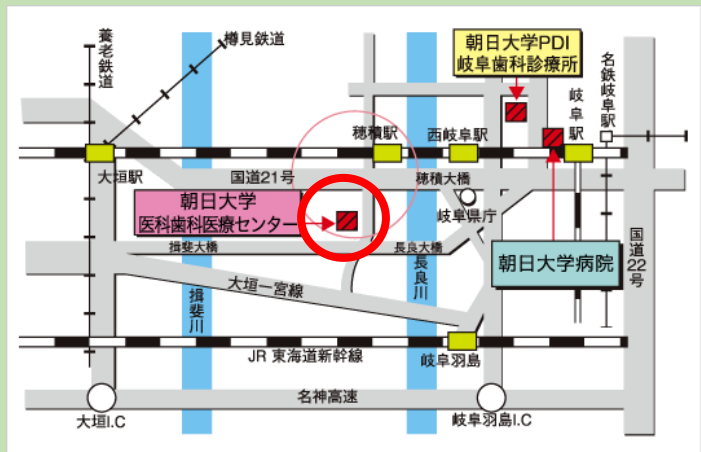 養老鉄道
樽見鉄道
朝日大学PDI
岐阜歯科診療所
名鉄岐阜駅
岐阜駅
穂積駅
西岐阜駅
大垣駅
国道21号
穂積大橋
朝日大学
医科歯科医療センター
岐阜県庁
揖斐大橋
長良大橋
朝日大学病院
国道22号
大垣一宮線
揖斐川
長良川
JR 東海道新幹線
岐阜羽島
名神高速
大垣I.C
岐阜羽島I.C